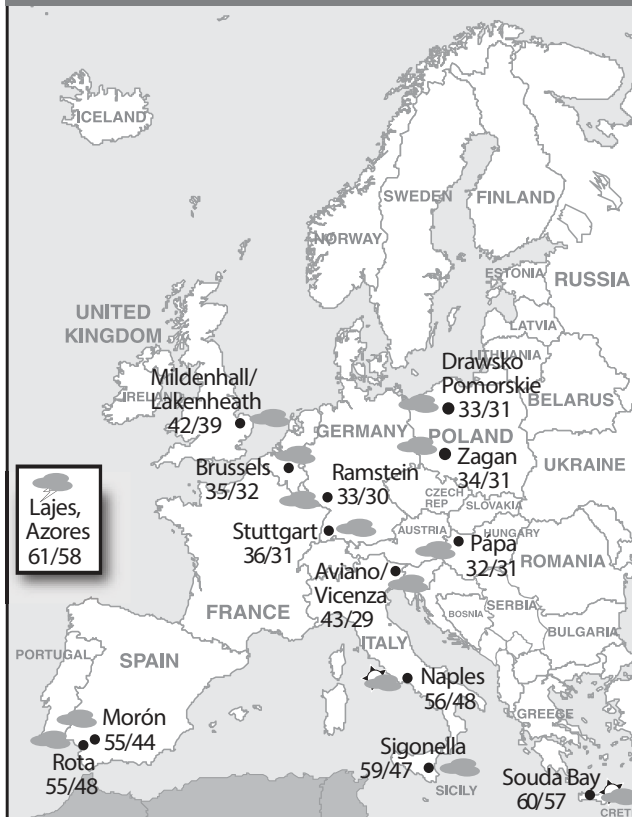 ICELAND
SWEDEN
FINLAND
NORWAY
ESTONIA
RUSSIA
LATVIA
LITHUANIA
UNITED
KINGDOM
IRELAND
Mildenhall/
Lakenheath
42/39
Drawsko
Pomorskie
33/31
BELARUS
GERMANY
POLAND
Zagan
34/31
UKRAINE
Brussels
35/32
Ramstein
33/30
CZECH
REP
SLOVAKIA
Lajes,
Azores
61/58
Stuttgart
36/31
AUSTRIA
HUNGARY
Pápa
32/31
ROMANIA
Aviano/
Vicenza
43/29
FRANCE
BOSNIA
SERBIA
BULGARIA
ITALY
PORTUGAL
SPAIN
Naples
56/48
GREECE
Morón
55/44
Rota
55/48
Sigonella
59/47
SICILY
Souda Bay
60/57
CRET